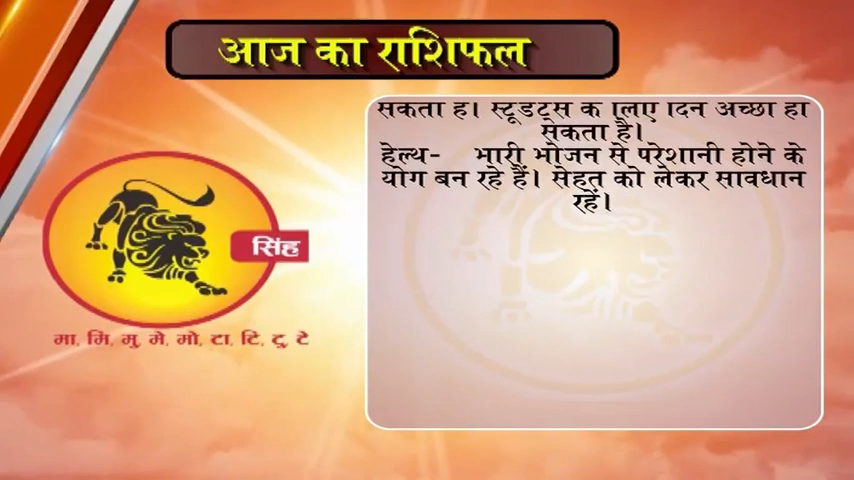 आज का राशिफल
सकता है। स्टूडेंट्स के लिए दिन अच्छा हो
सकता है।
हेल्थ- भारी भोजन से परेशानी होने के
योग बन रहे हैं। सेहत को लेकर सावधान
रहें।
सिंह
मा, मि, मु, मे, मो, टा, टि, टु, टे